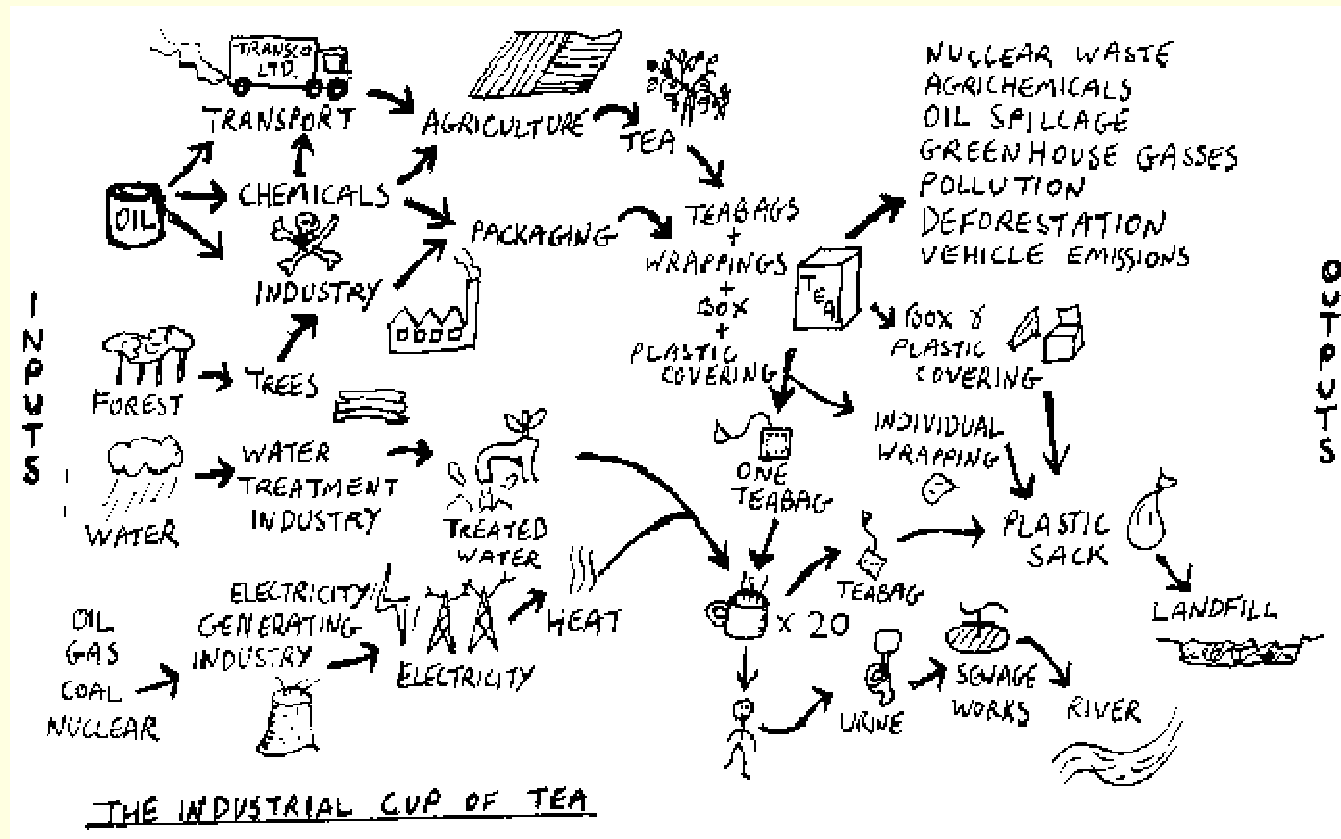 TRANSCO
LTD.
TRANSPORT
AGRICULTURE
TEA
NUCLEAR WASTE
AGRICHEMICALS
OIL SPILLAGE
GREENHOUSE GASSES
POLLUTION
DEFORESTATION
VEHICLE EMISSIONS
OIL
CHEMICALS
PACKAGING
INDUSTRY
TEABAGS
+
WRAPPINGS
+
BOX
+
PLASTIC
COVERING
TEA
BOX &
PLASTIC
COVERING
INPUTS
OUTPUTS
FOREST
TREES
INDIVIDUAL
WRAPPING
ONE
TEABAG
WATER
WATER
TREATMENT
INDUSTRY
TREATED
WATER
PLASTIC
SACK
TEABAG
LANDFILL
OIL
GAS
COAL
NUCLEAR
ELECTRICITY
GENERATING
INDUSTRY
ELECTRICITY
HEAT
x 20
URINE
SEWAGE
WORKS
RIVER
THE INDUSTRIAL CUP OF TEA